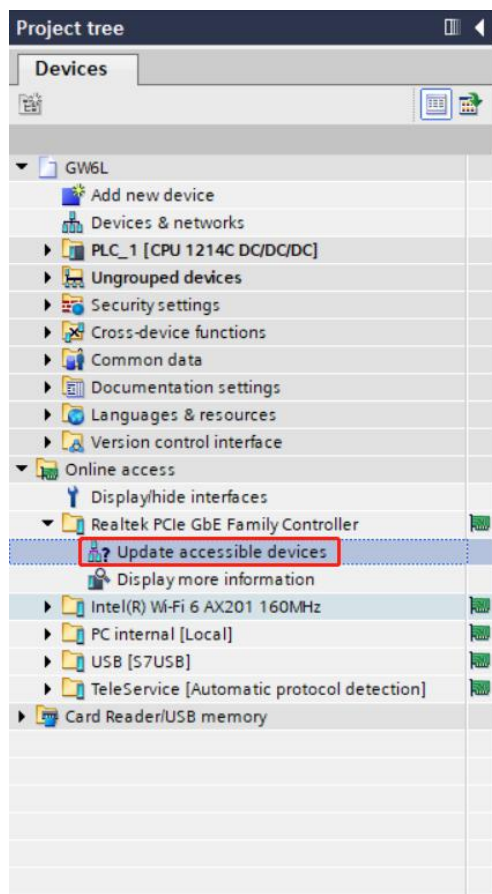 Project tree
Devices
GW6L
Add new device
Devices & networks
PLC_1 [CPU 1214C DC/DC/DC]
Ungrouped devices
Security settings
Cross-device functions
Common data
Documentation settings
Languages & resources
Version control interface
Online access
Display/hide interfaces
Realtek PCIe GbE Family Controller
Update accessible devices
Display more information
Intel(R) Wi-Fi 6 AX201 160MHz
PC internal [Local]
USB [S7USB]
TeleService [Automatic protocol detection]
Card Reader/USB memory